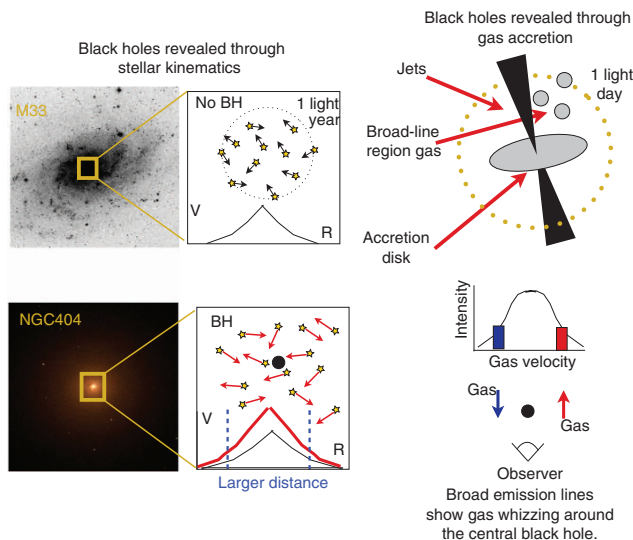 Black holes revealed through
stellar kinematics
M33
No BH
1 light
year
V
R
NGC404
BH
V
R
Larger distance
Black holes revealed through
gas accretion
Jets
1 light
day
Broad-line
region gas
Accretion
disk
Intensity
Gas velocity
Gas
Gas
Observer
Broad emission lines
show gas whizzing around
the central black hole.